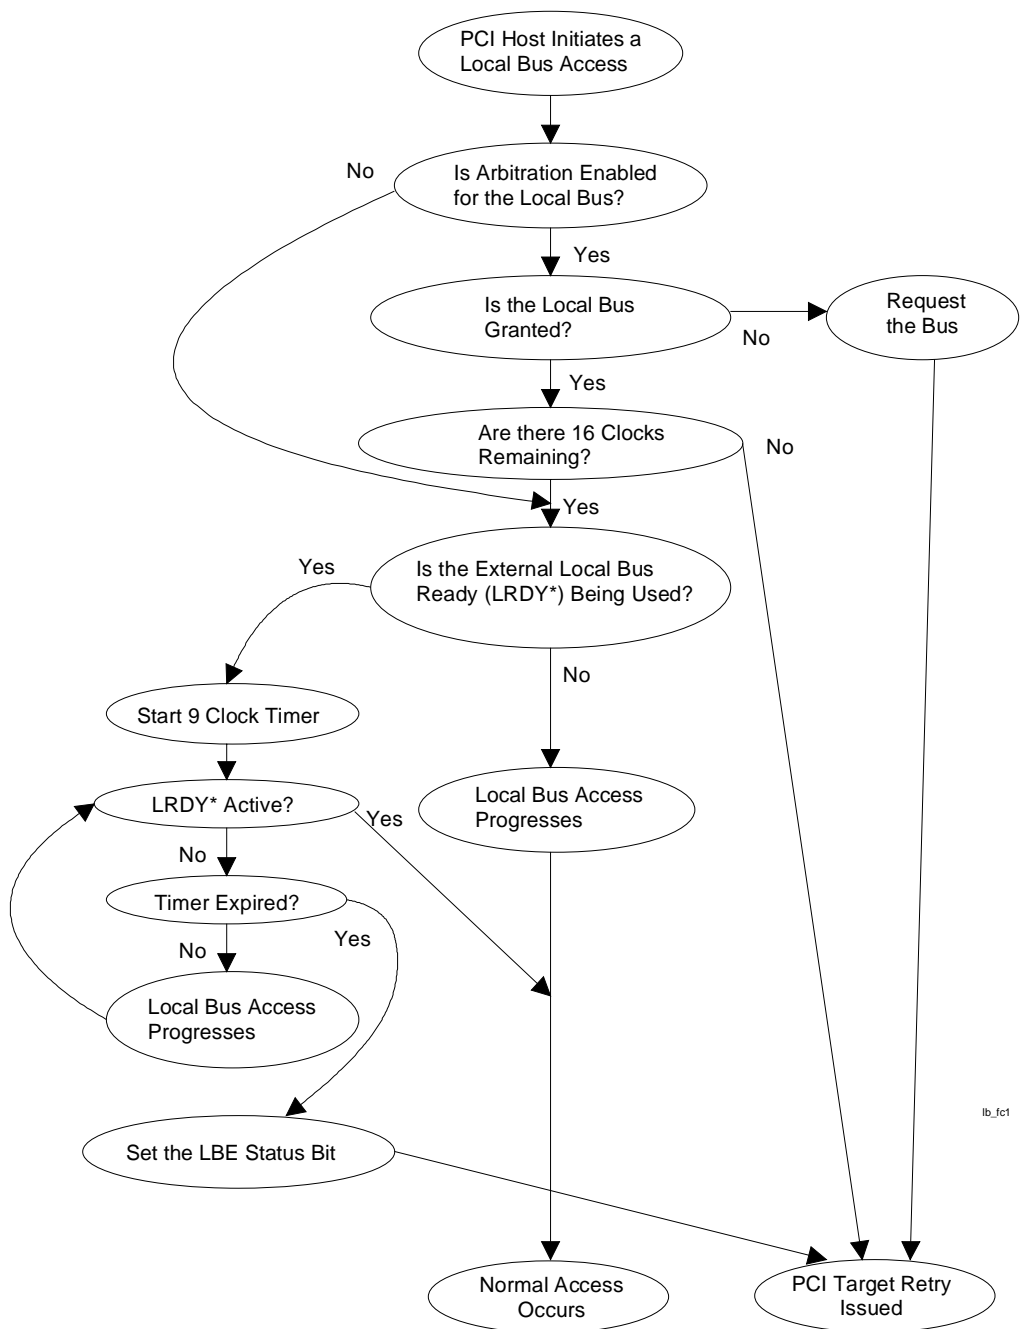 PCI Host Initiates a
Local Bus Access
No
Is Arbitration Enabled
for the Local Bus?
Yes
Is the Local Bus
Granted?
No
Request
the Bus
Yes
Are there 16 Clocks
Remaining?
No
Yes
Is the External Local Bus
Ready (LRDY*) Being Used?
Yes
No
Start 9 Clock Timer
LRDY* Active?
Yes
Local Bus Access
Progresses
No
Timer Expired?
Yes
No
Local Bus Access
Progresses
lb_fc1
Set the LBE Status Bit
Normal Access
Occurs
PCI Target Retry
Issued